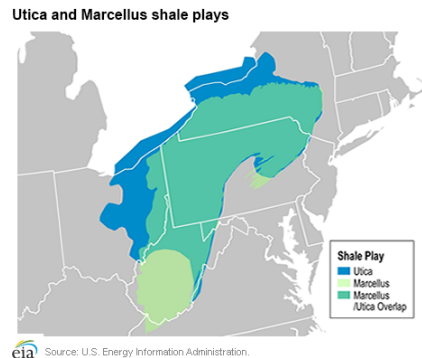 Utica and Marcellus shale plays
Shale Play
Utica
Marcellus
Marcellus
/Utica Overlap
eia
Source: U.S. Energy Information Administration.